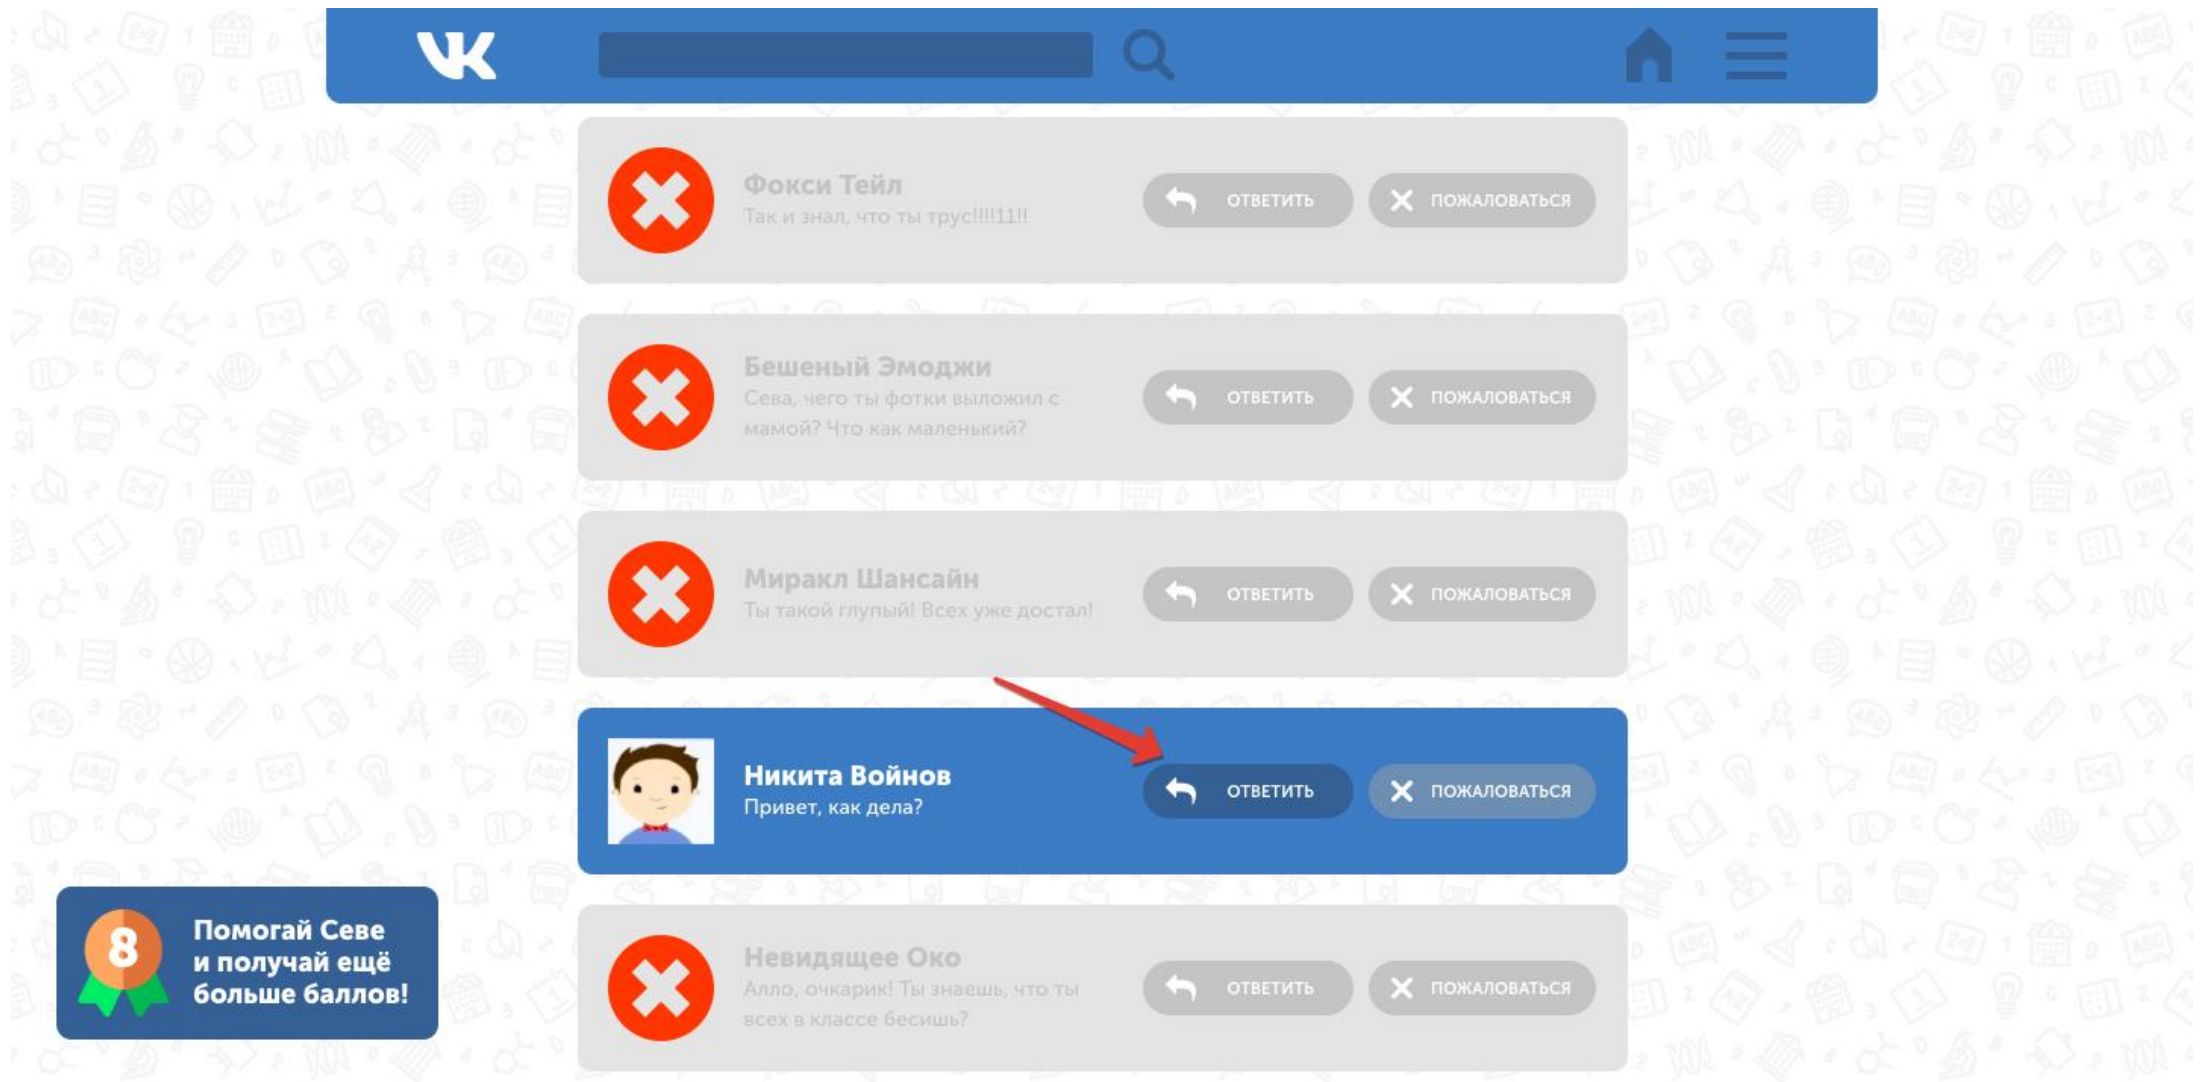 VK
Фокси Тейл
Так и знал, что ты трус!!!!11!!
ОТВЕТИТЬ
ПОЖАЛОВАТЬСЯ
Бешеный Эмоджи
Сева, чего ты фотки выложил с
мамой? Что как маленький?
ОТВЕТИТЬ
ПОЖАЛОВАТЬСЯ
Миракл Шансайн
Ты такой глупый! Всех уже достал!
ОТВЕТИТЬ
ПОЖАЛОВАТЬСЯ
Никита Войнов
Привет, как дела?
ОТВЕТИТЬ
ПОЖАЛОВАТЬСЯ
8
Помогай Севе
и получай ещё
больше баллов!
Невидящее Око
Алло, очкарик! Ты знаешь, что ты
всех в классе бесишь?
ОТВЕТИТЬ
ПОЖАЛОВАТЬСЯ